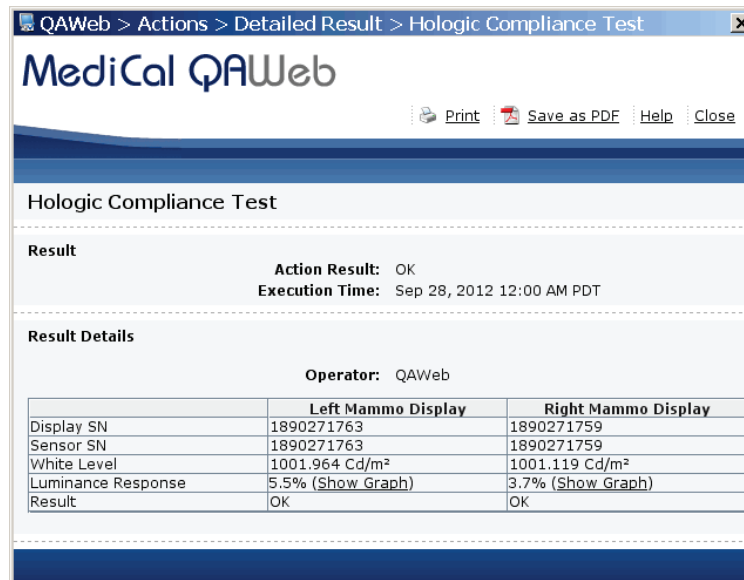 QAWeb > Actions > Detailed Result > Hologic Compliance Test
MediCal QAWeb
Print Save as PDF Help Close
Hologic Compliance Test
Result
Action Result: OK
Execution Time: Sep 28, 2012 12:00 AM PDT
Result Details
Operator: QAWeb
Left Mammo Display Right Mammo Display
Display SN 1890271763 1890271759
Sensor SN 1890271763 1890271759
White Level 1001.964 Cd/m² 1001.119 Cd/m²
Luminance Response 5.5% (Show Graph) 3.7% (Show Graph)
Result OK OK